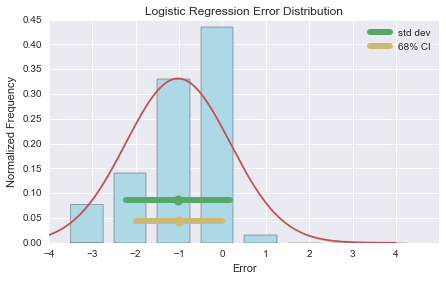 Logistic Regression Error Distribution
Normalized Frequency
0.45
0.40
0.35
0.30
0.25
0.20
0.15
0.10
0.05
0.00
std dev
68% CI
−4 −3 −2 −1 0 1 2 3 4
Error